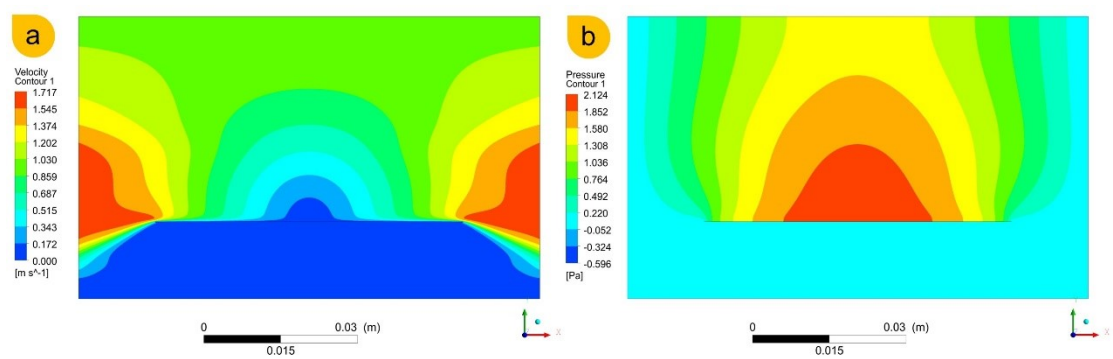 a
Velocity
Contour 1
1.717
1.545
1.374
1.202
1.030
0.859
0.687
0.515
0.343
0.172
0.000
[m s^-1]
0
0.03
(m)
0.015
X
b
Pressure
Contour 1
2.124
1.852
1.580
1.308
1.036
0.764
0.492
0.220
-0.052
-0.324
-0.596
[Pa]
0
0.03
(m)
0.015
X